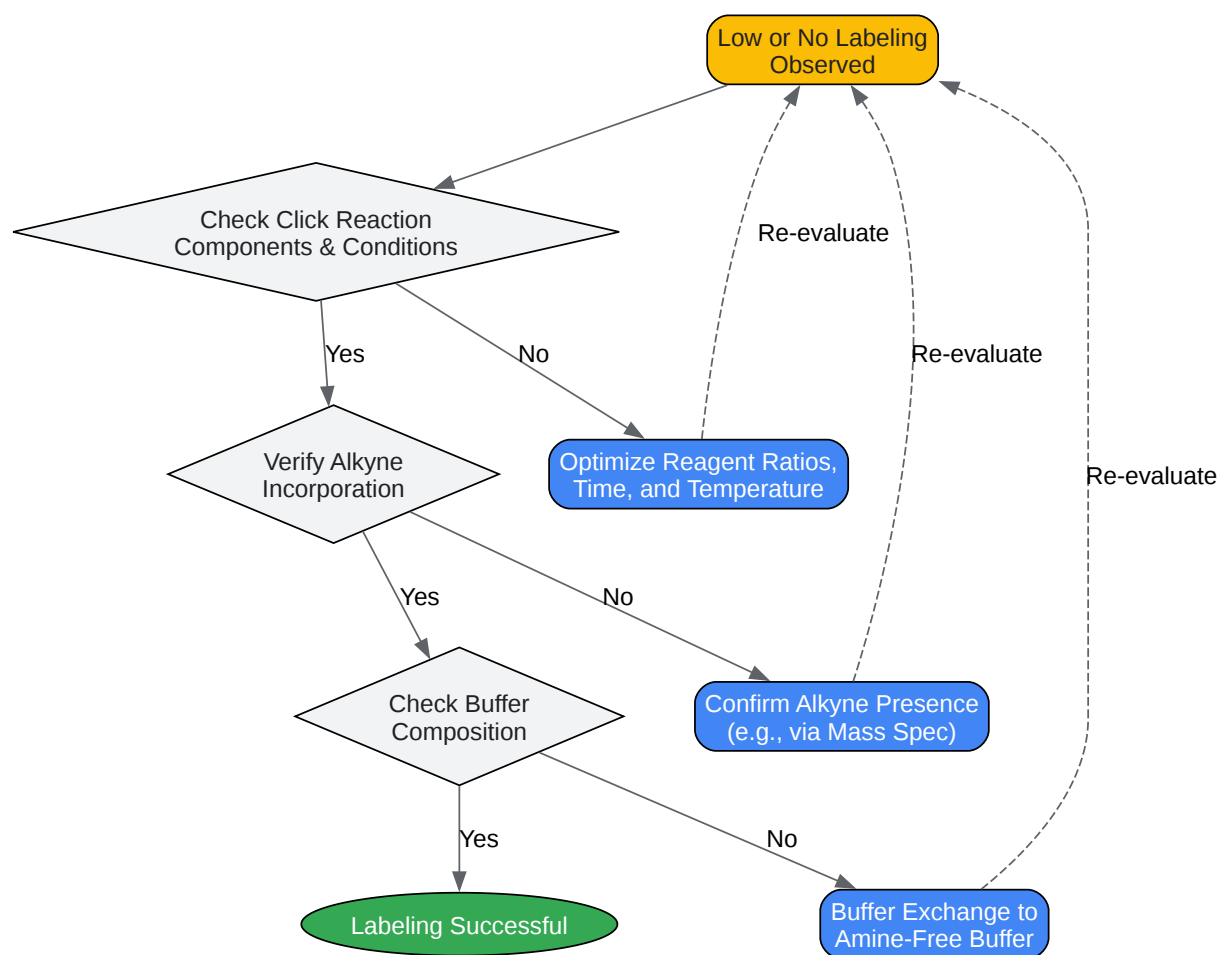 Low or No Labeling
Observed
Check Click Reaction
Components & Conditions
Re-evaluate
Yes
No
Re-evaluate
Verify Alkyne
Incorporation
Optimize Reagent Ratios,
Time, and Temperature
Re-evaluate
Yes
No
Check Buffer
Composition
Confirm Alkyne Presence
(e.g., via Mass Spec)
Yes
No
Labeling Successful
Buffer Exchange to
Amine-Free Buffer